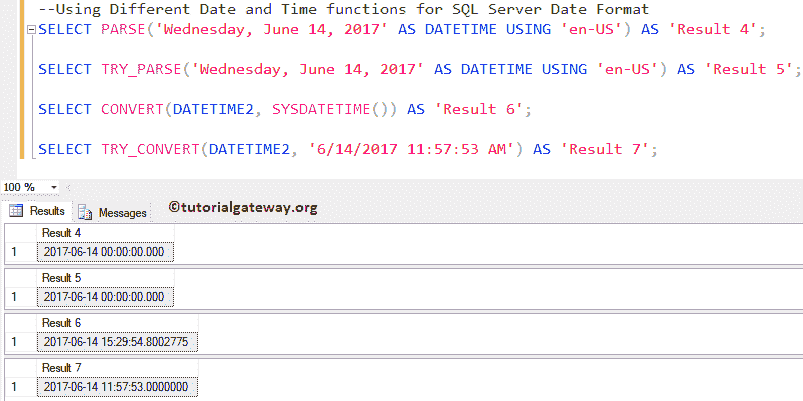 --Using Different Date and Time functions for SQL Server Date Format
SELECT PARSE('Wednesday, June 14, 2017' AS DATETIME USING 'en-US') AS 'Result 4';
SELECT TRY_PARSE('Wednesday, June 14, 2017' AS DATETIME USING 'en-US') AS 'Result 5';
SELECT CONVERT(DATETIME2, SYSDATETIME()) AS 'Result 6';
SELECT TRY_CONVERT(DATETIME2, '6/14/2017 11:57:53 AM') AS 'Result 7';
100 %
Results Messages ©tutorialgateway.org
Result 4
1 2017-06-14 00:00:00.000
Result 5
1 2017-06-14 00:00:00.000
Result 6
1 2017-06-14 15:29:54.8002775
Result 7
1 2017-06-14 11:57:53.0000000